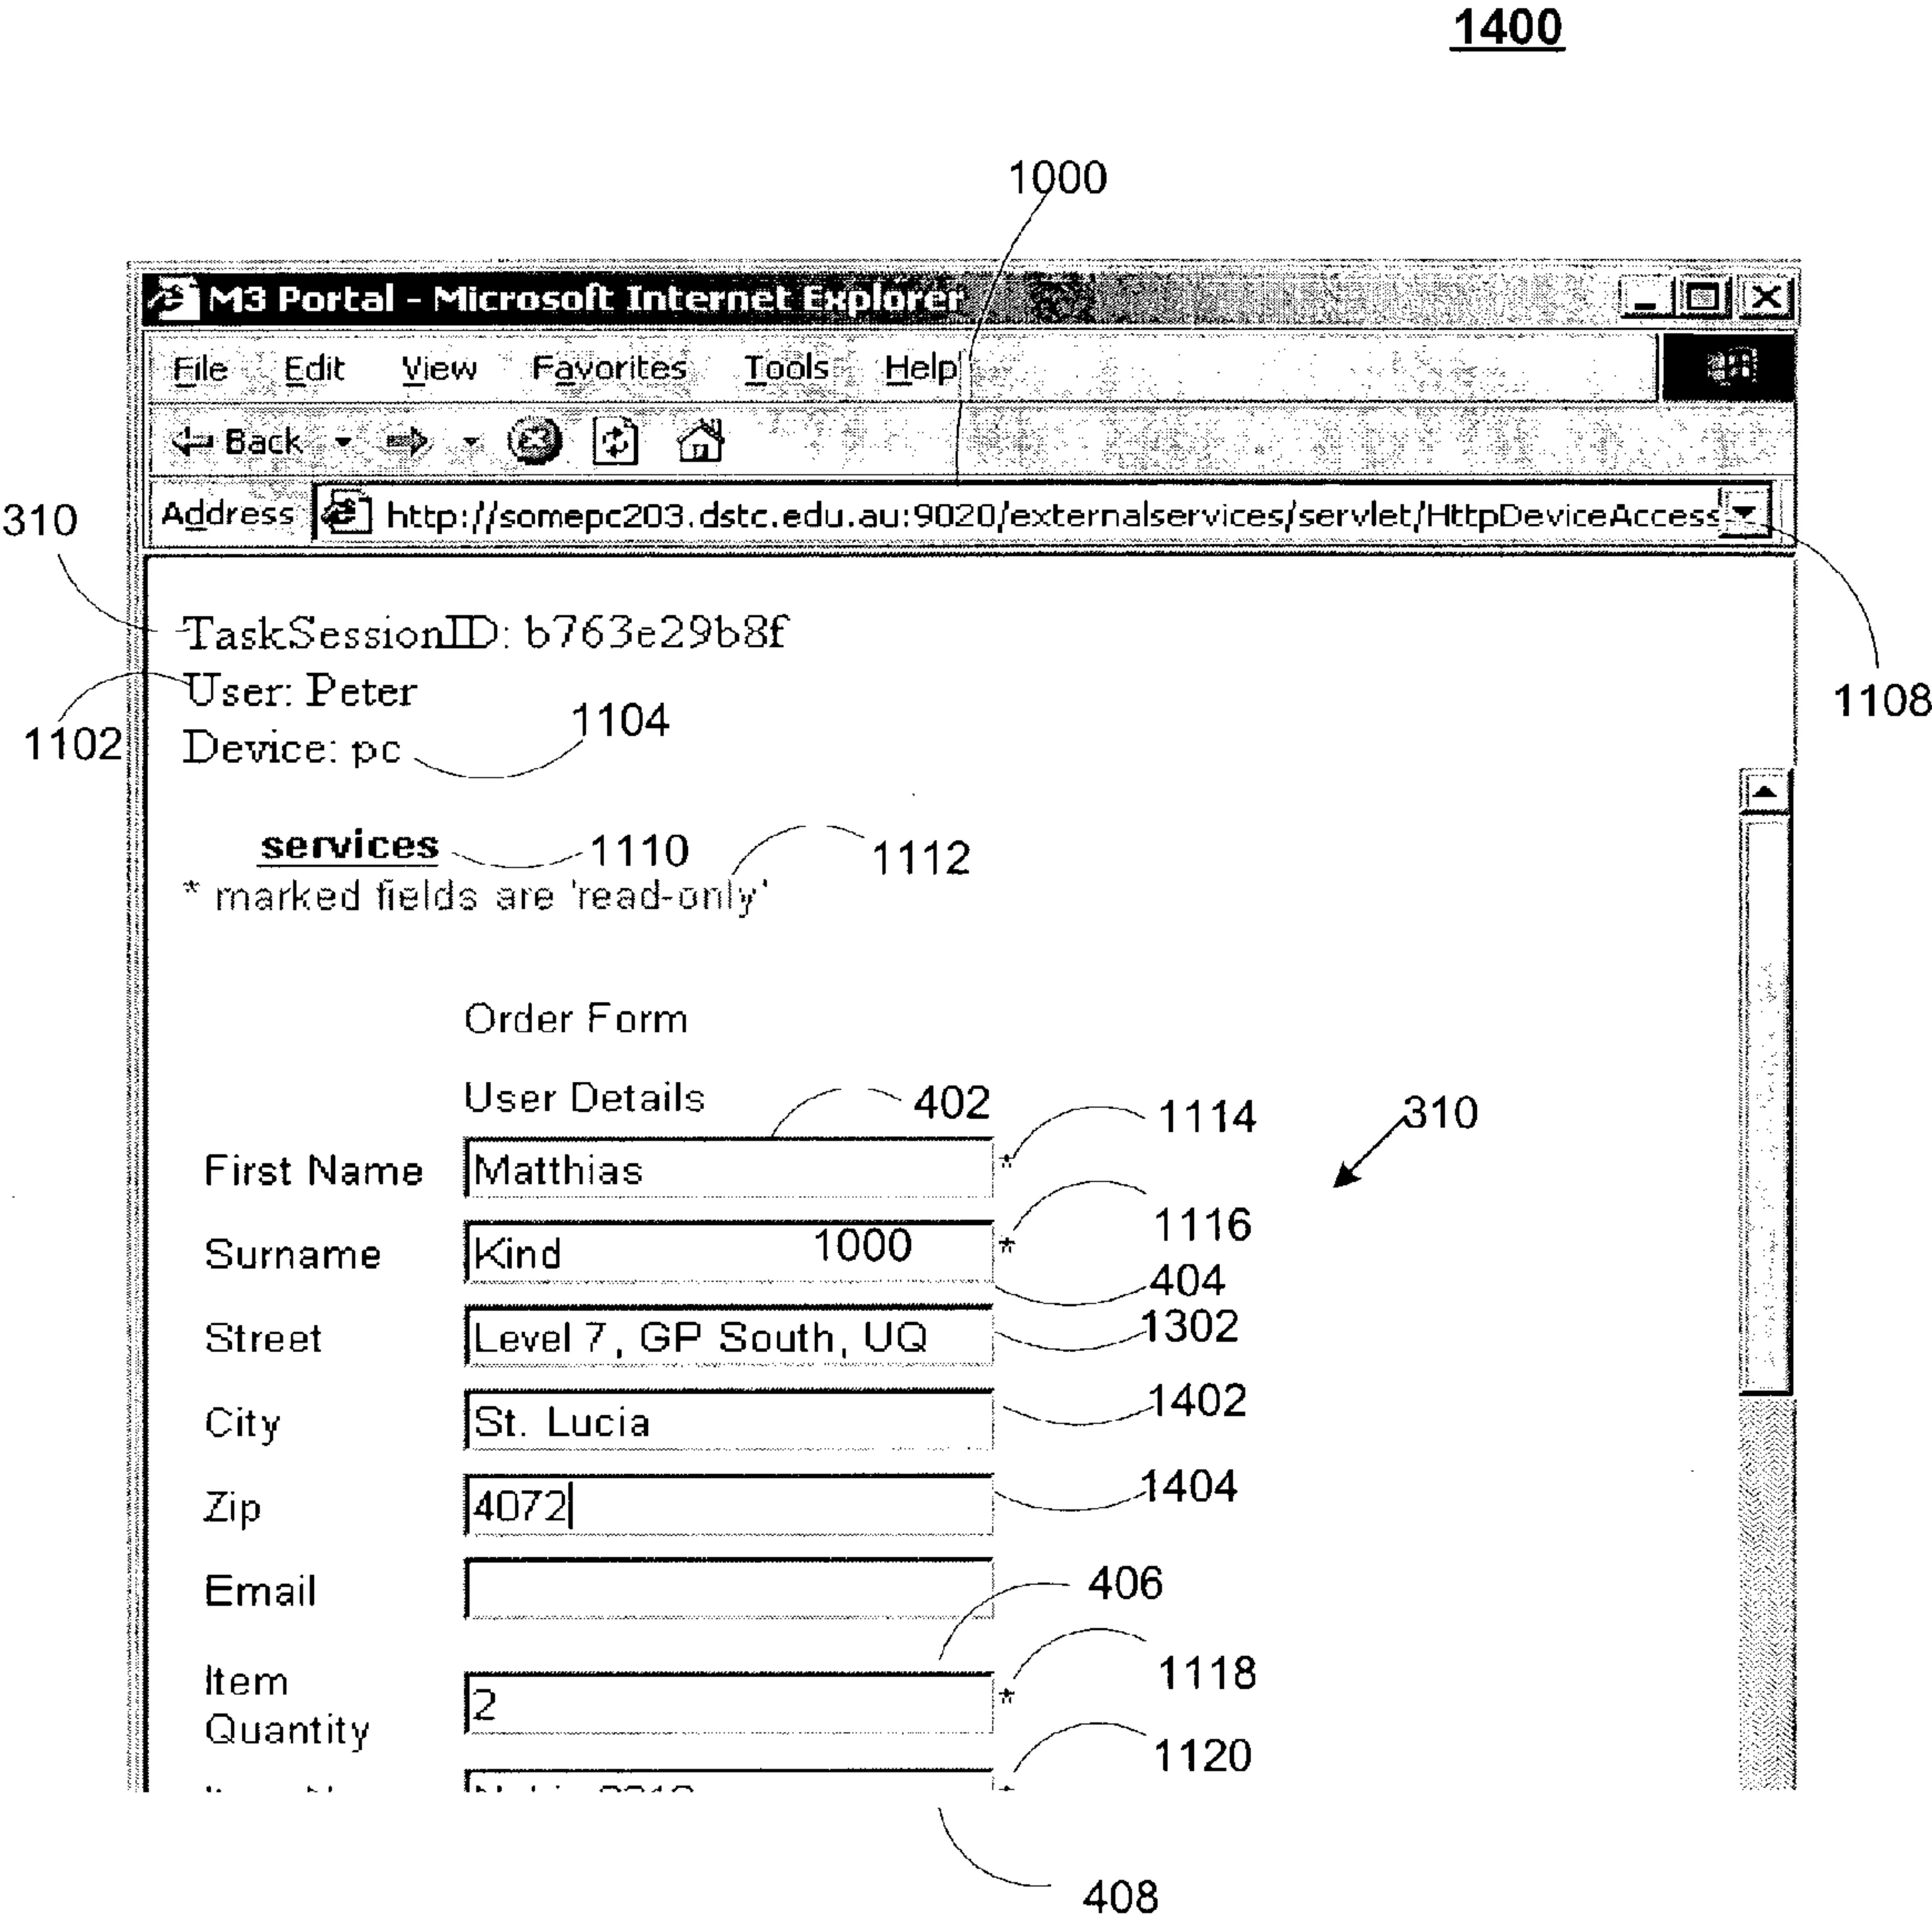 1400
1000
M3 Portal - Microsoft Internet Explorer
File Edit View Favorites Tools Help
Back
Address http://somepc203.dstc.edu.au:9020/externalservices/servlet/HttpDeviceAccess
310
TaskSessionID: b763e29b8f
1108
User: Peter
1102
1104
Device: pc
services 1110 1112
* marked fields are 'read-only'
Order Form
User Details 402 1114 310
First Name Matthias *
1116
Surname Kind 1000 *
404
Street Level 7, GP South, UQ 1302
City St. Lucia 1402
Zip 4072 1404
Email 406
Item Quantity 2 * 1118
1120
*
408